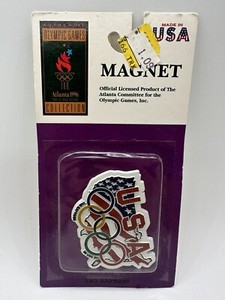 OLYMPIC GAMES
Atlanta 1996
COLLECTION
MADE IN
USA
MAGNET
Official Licensed Product of The
Atlanta Committee for the
Olympic Games, Inc.
USA